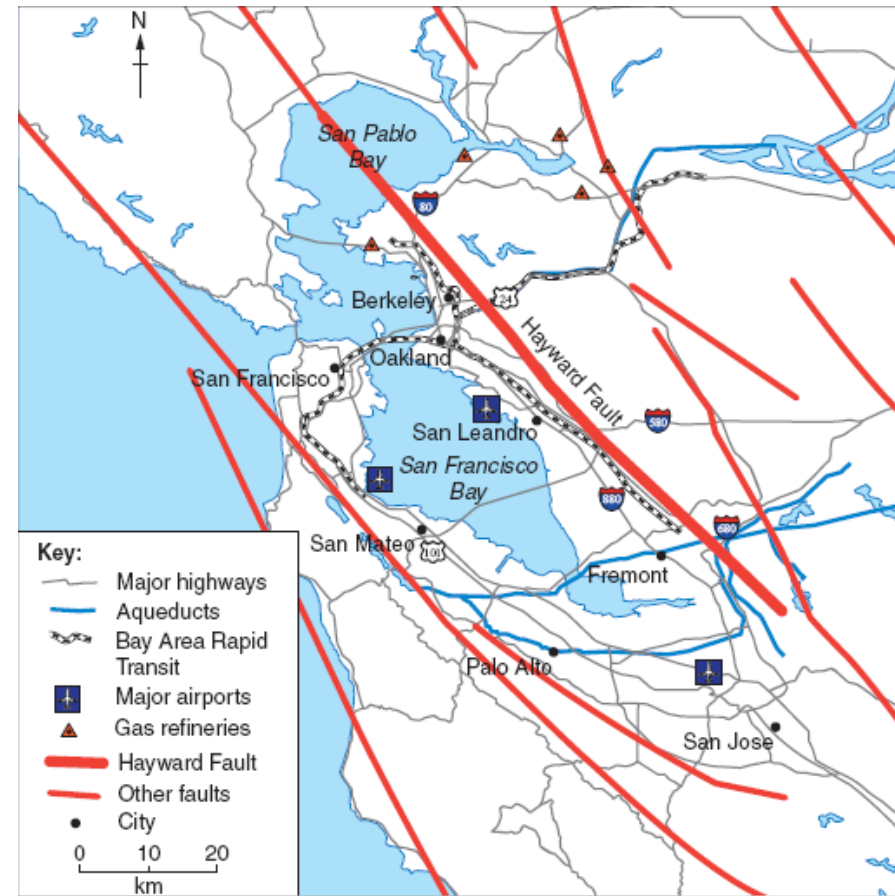 N
San Pablo
Bay
80
Berkeley
24
Hayward Fault
Oakland
San Francisco
San Leandro
580
San Francisco
Bay
880
680
San Mateo
101
Fremont
Palo Alto
San Jose
Key:
Major highways
Aqueducts
Bay Area Rapid
Transit
Major airports
Gas refineries
Hayward Fault
Other faults
City
0 10 20
km